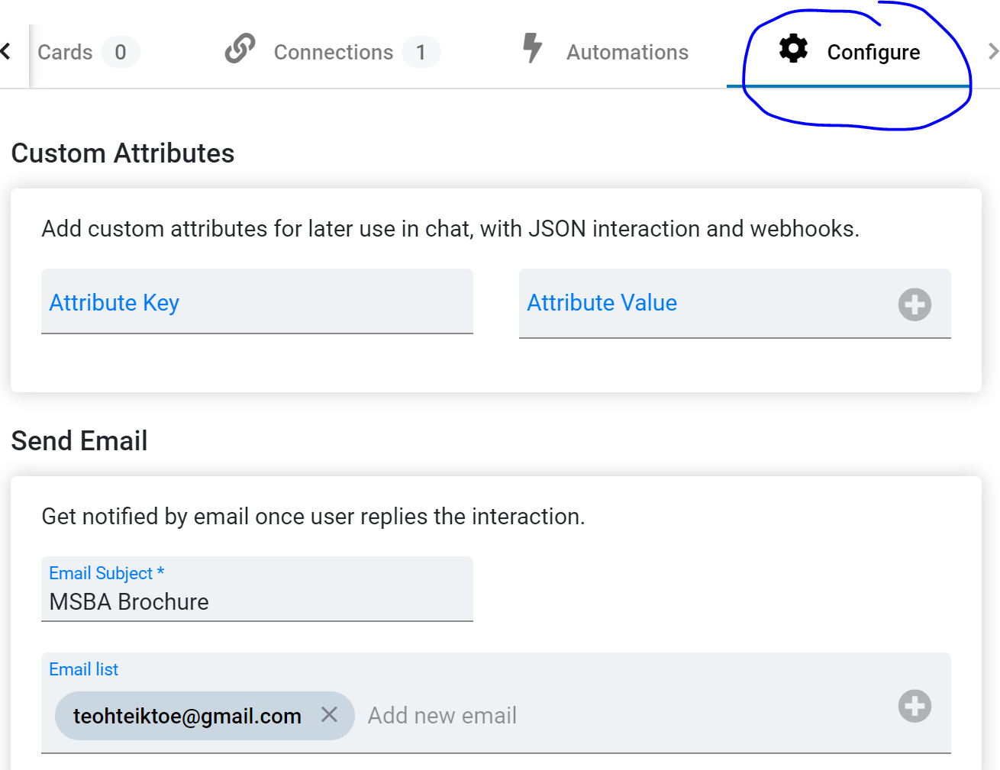 Cards 0 Connections 1 Automations Configure
Custom Attributes
Add custom attributes for later use in chat, with JSON interaction and webhooks.
Attribute Key Attribute Value
Send Email
Get notified by email once user replies the interaction.
Email Subject *
MSBA Brochure
Email list
teohteiktoe@gmail.com Add new email